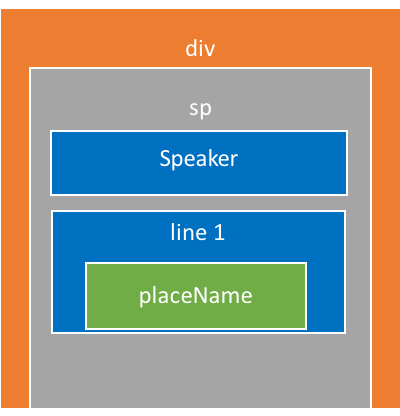 div
sp
Speaker
line 1
placeName